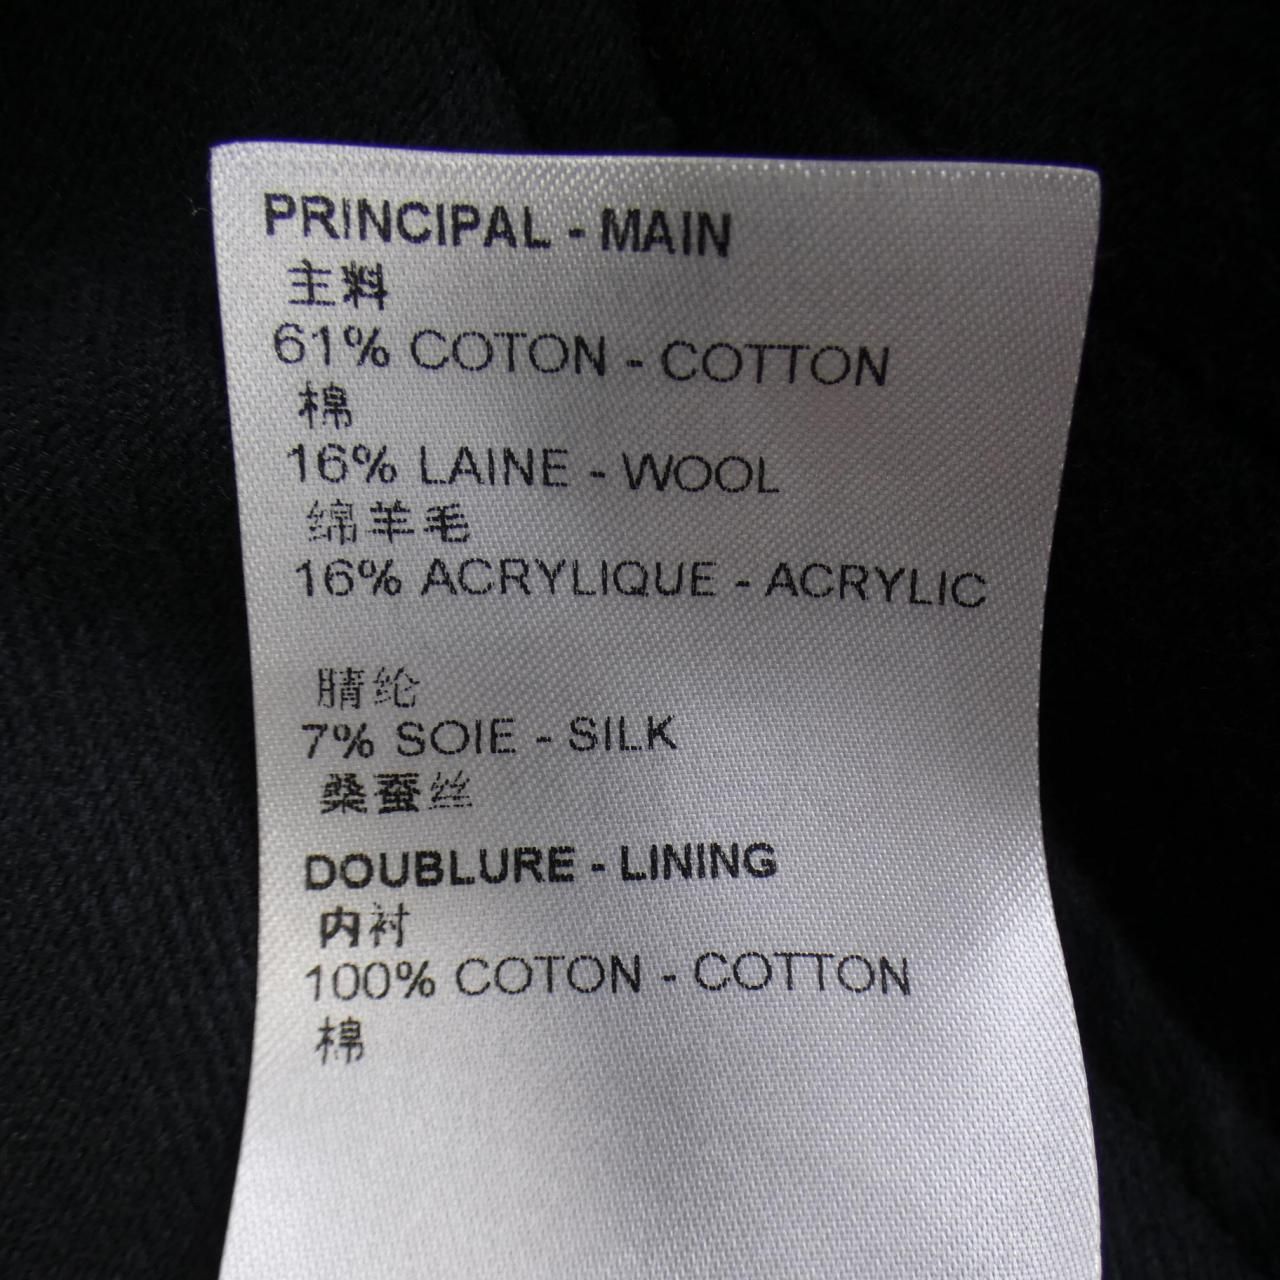 PRINCIPAL - MAIN
主料
61% COTON - COTTON
棉
16% LAINE - WOOL
绵羊毛
16% ACRYLIQUE - ACRYLIC
腈纶
7% SOIE - SILK
桑蚕丝
DOUBLURE - LINING
内衬
100% COTON - COTTON
棉